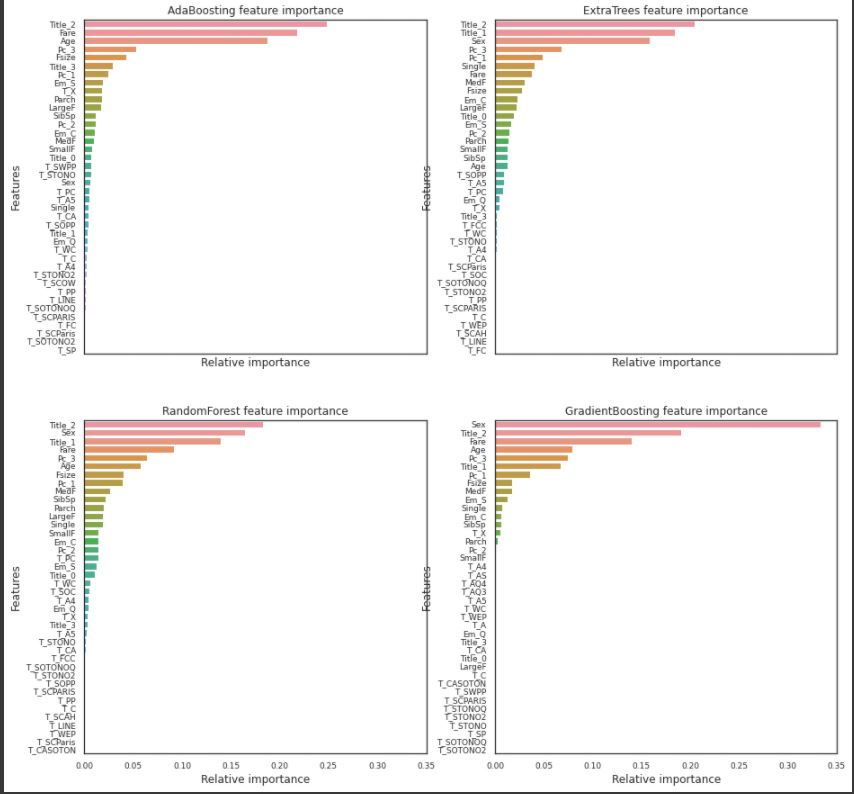 AdaBoosting feature importance
Title_2
Fare
Age
Pc_3
Fsize
Title_3
Pc_1
Em_S
T_X
Parch
LargeF
SibSp
Pc_2
Em_C
MedF
SmallF
Title_0
T_SWPP
T_STONO
Sex
T_PC
T_A5
Single
T_CA
T_SOPP
Title_1
Em_Q
T_WC
T_C
T_A4
T_STONO2
T_SCOW
T_PP
T_LINE
T_SOTONOQ
T_SCPARIS
T_FC
T_SCParis
T_SOTONO2
T_SP
Features
Relative importance
ExtraTrees feature importance
Title_2
Title_1
Sex
Pc_3
Pc_1
Single
Fare
MedF
Fsize
Em_C
LargeF
Title_0
Em_S
Pc_2
Parch
SmallF
SibSp
Age
T_SOPP
T_A5
T_PC
Em_Q
T_X
Title_3
T_FCC
T_WC
T_STONO
T_A4
T_CA
T_SCParis
T_SOC
T_SOTONOQ
T_STONO2
T_PP
T_SCPARIS
T_C
T_WEP
T_SCAH
T_LINE
T_FC
Features
Relative importance
RandomForest feature importance
Title_2
Sex
Title_1
Fare
Pc_3
Age
Fsize
Pc_1
MedF
SibSp
Parch
LargeF
Single
SmallF
Em_C
Pc_2
T_PC
Em_S
Title_0
T_WC
T_SOC
T_A4
Em_Q
T_X
Title_3
T_A5
T_STONO
T_CA
T_FCC
T_SOTONOQ
T_STONO2
T_SOPP
T_SCPARIS
T_PP
T_C
T_SCAH
T_LINE
T_WEP
T_SCParis
T_CASOTON
Features
0.00 0.05 0.10 0.15 0.20 0.25 0.30 0.35
Relative importance
GradientBoosting feature importance
Sex
Title_2
Fare
Age
Pc_3
Title_1
Pc_1
Fsize
MedF
Em_S
Single
Em_C
SibSp
T_X
Parch
Pc_2
SmallF
T_A4
T_AS
T_AQ4
T_AQ3
T_A5
T_WC
T_WEP
T_A
Em_Q
Title_3
T_CA
Title_0
LargeF
T_C
T_CASOTON
T_SWPP
T_SCPARIS
T_STONOQ
T_STONO2
T_STONO
T_SP
T_SOTONOQ
T_SOTONO2
Features
0.00 0.05 0.10 0.15 0.20 0.25 0.30 0.35
Relative importance